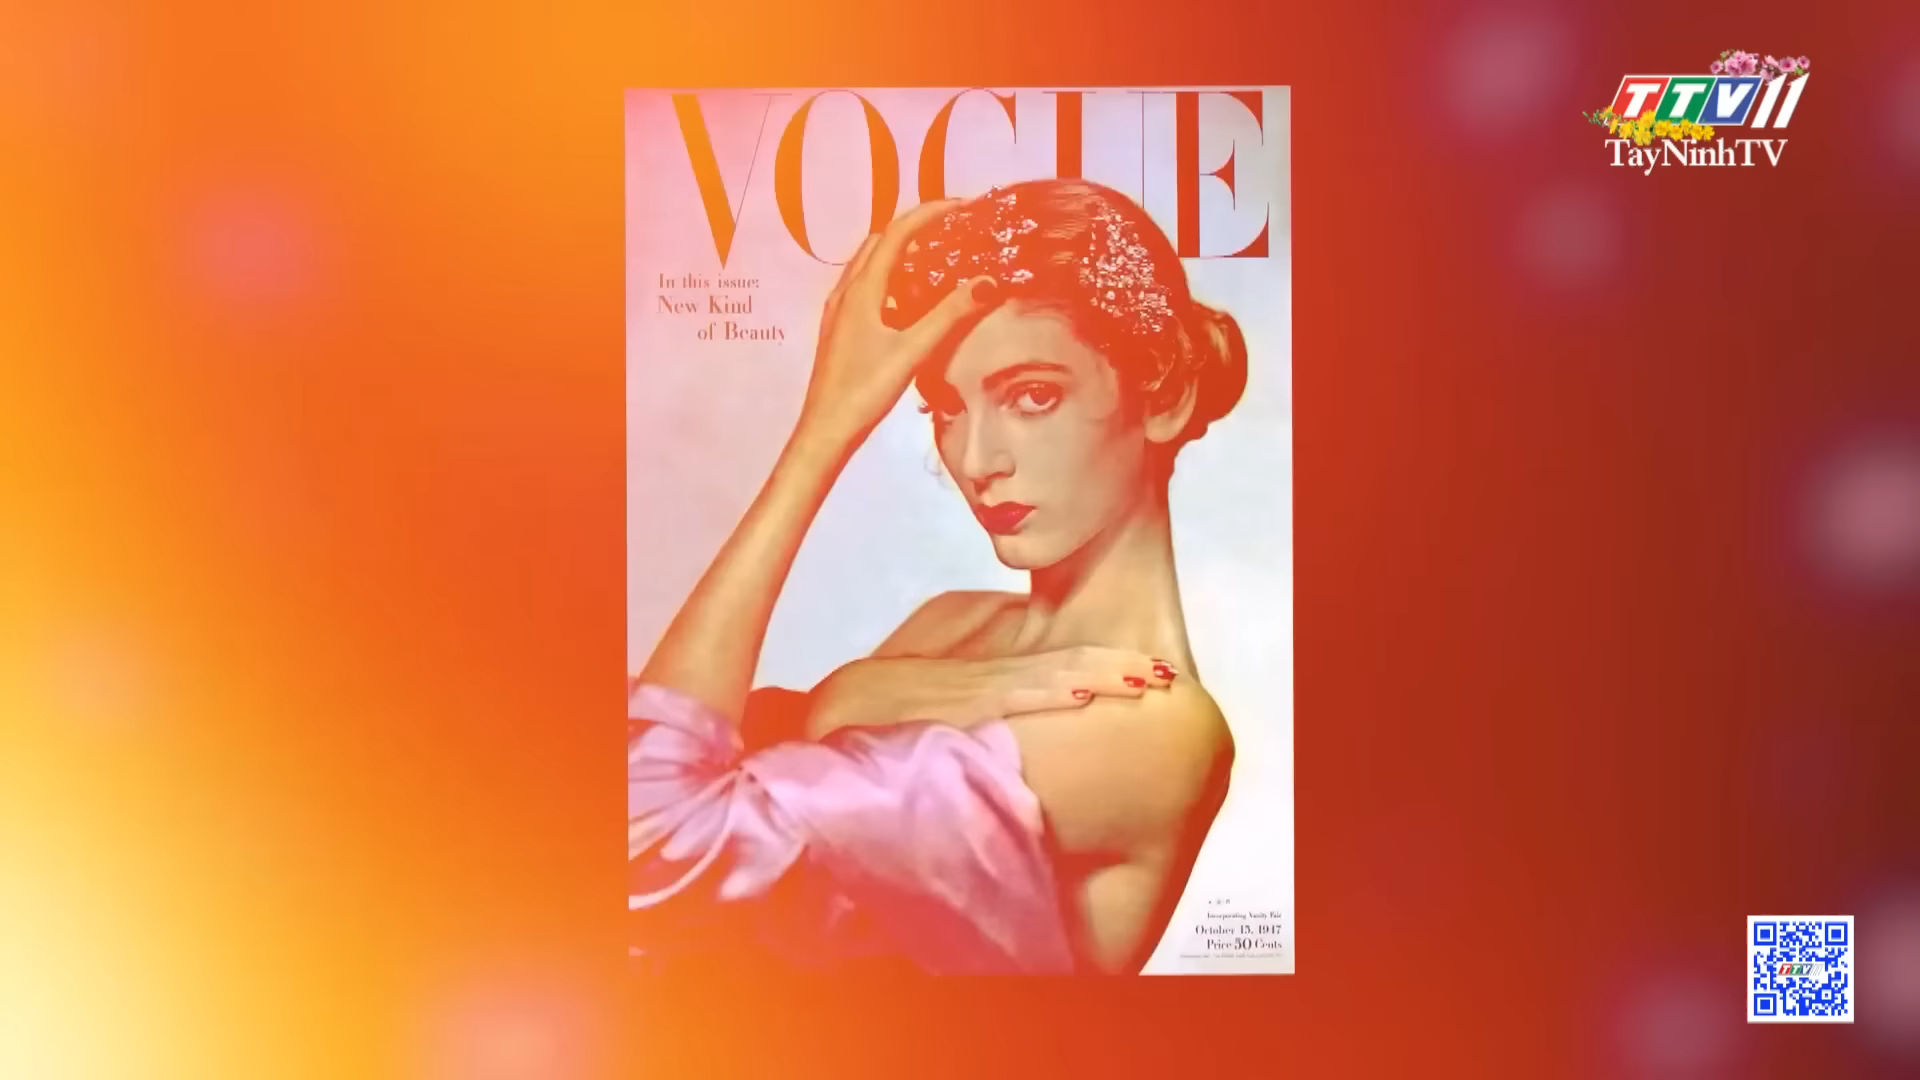 VOGUE
In this issue:
New Kind
of Beauty
Incorporating Vanity Fair
October 15, 1947
Price 50 Cents
TTV11
TayNinhTV
TTV11